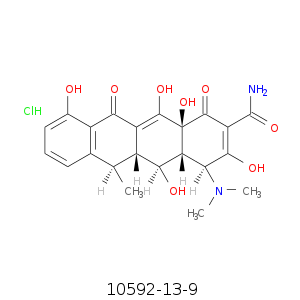 OH O OH O NH₂
ClH OH
O
OH
H CH₃ H H OH H H N CH₃
H₃C
10592-13-9